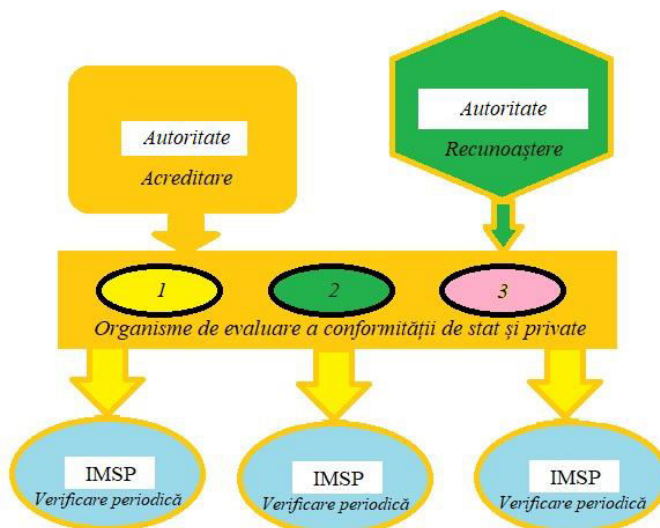 Autoritate
Acreditare
Autoritate
Recunoaștere
1
2
3
Organisme de evaluare a conformității de stat și private
IMSP
Verificare periodică
IMSP
Verificare periodică
IMSP
Verificare periodică